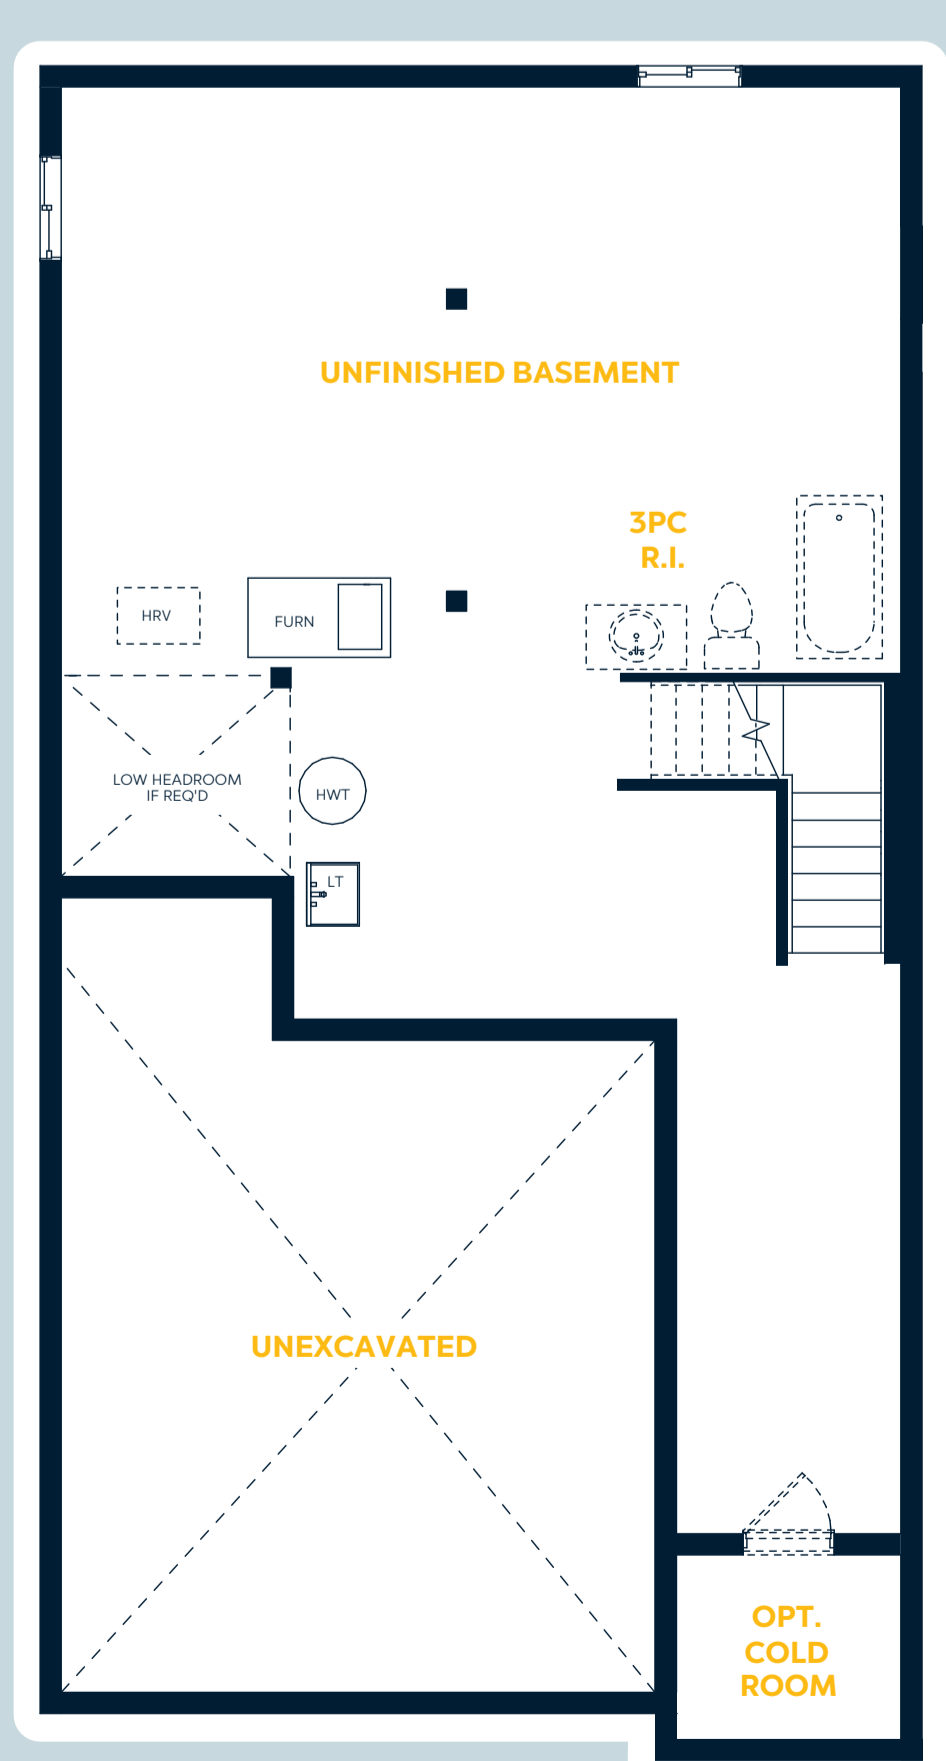 UNFINISHED BASEMENT
3PC
R.I.
HRV
FURN
LOW HEADROOM
IF REQ'D
HWT
LT
UNEXCAVATED
OPT.
COLD
ROOM